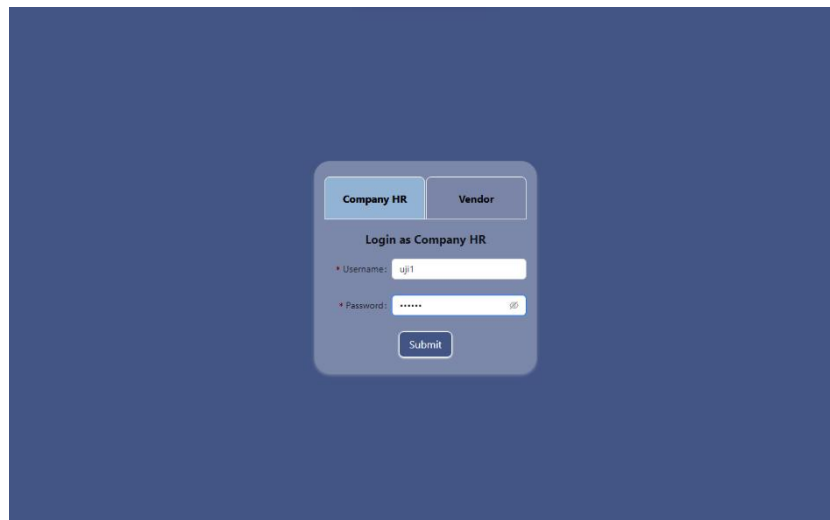 Company HR Vendor
Login as Company HR
* Username: uji1
* Password: ••••••
Submit